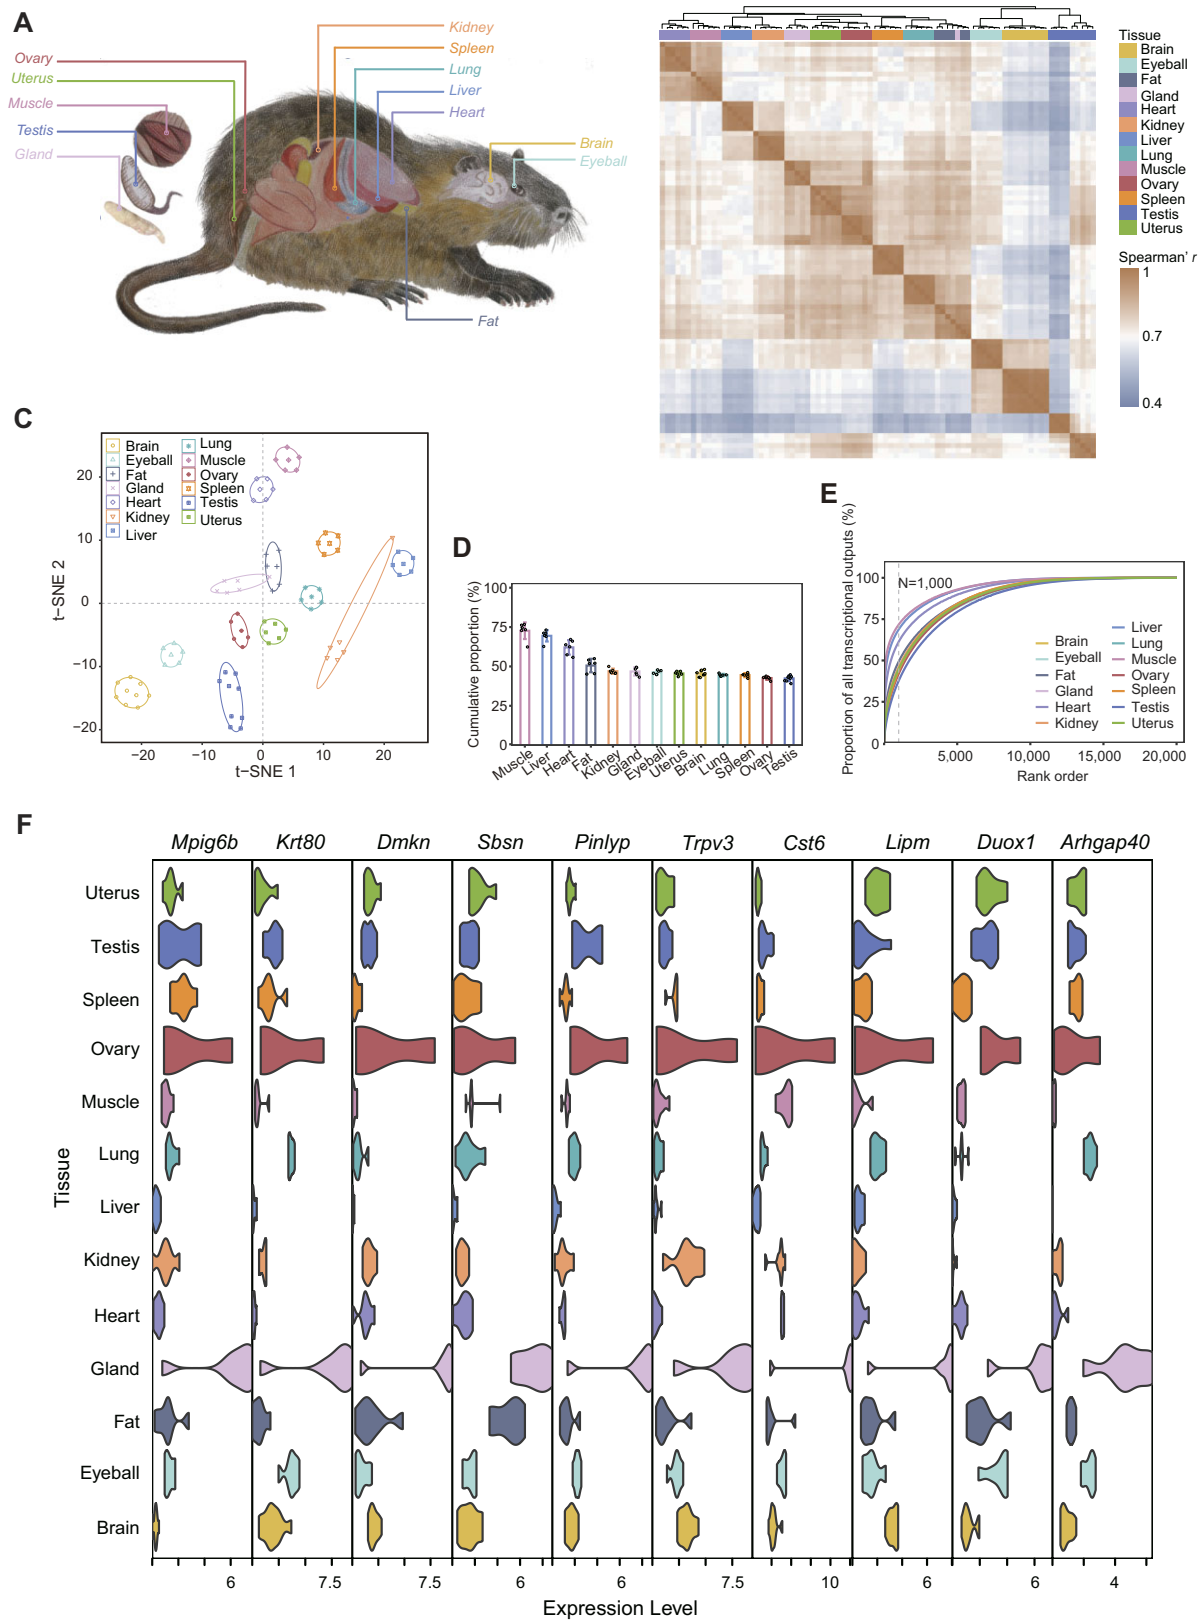 A
Kidney
Spleen
Lung
Liver
Heart
Brain
Eyeball
Ovary
Uterus
Muscle
Testis
Gland
Fat
Tissue
Brain
Eyeball
Fat
Gland
Heart
Kidney
Liver
Lung
Muscle
Ovary
Spleen
Testis
Uterus
Spearman' r
1
0.7
0.4
C
Brain
Eyeball
Fat
Gland
Heart
Kidney
Liver
Lung
Muscle
Ovary
Spleen
Testis
Uterus
20
10
0
−10
−20
−20
−10
0
10
20
t−SNE 1
t−SNE 2
D
Cumulative proportion (%)
100
75
50
25
0
Muscle
Liver
Heart
Fat
Kidney
Gland
Eyeball
Uterus
Brain
Lung
Spleen
Ovary
Testis
E
Proportion of all transcriptional outputs (%)
100
75
50
25
0
N=1,000
Brain
Eyeball
Fat
Gland
Heart
Kidney
Liver
Lung
Muscle
Ovary
Spleen
Testis
Uterus
5,000
10,000
15,000
20,000
Rank order
F
Mpig6b Krt80 Dmkn Sbsn Pinlyp Trpv3 Cst6 Lipm Duox1 Arhgap40
Uterus
Testis
Spleen
Ovary
Muscle
Lung
Liver
Kidney
Heart
Gland
Fat
Eyeball
Brain
Tissue
6 7.5 7.5 6 6 7.5 10 6 6 4
Expression Level